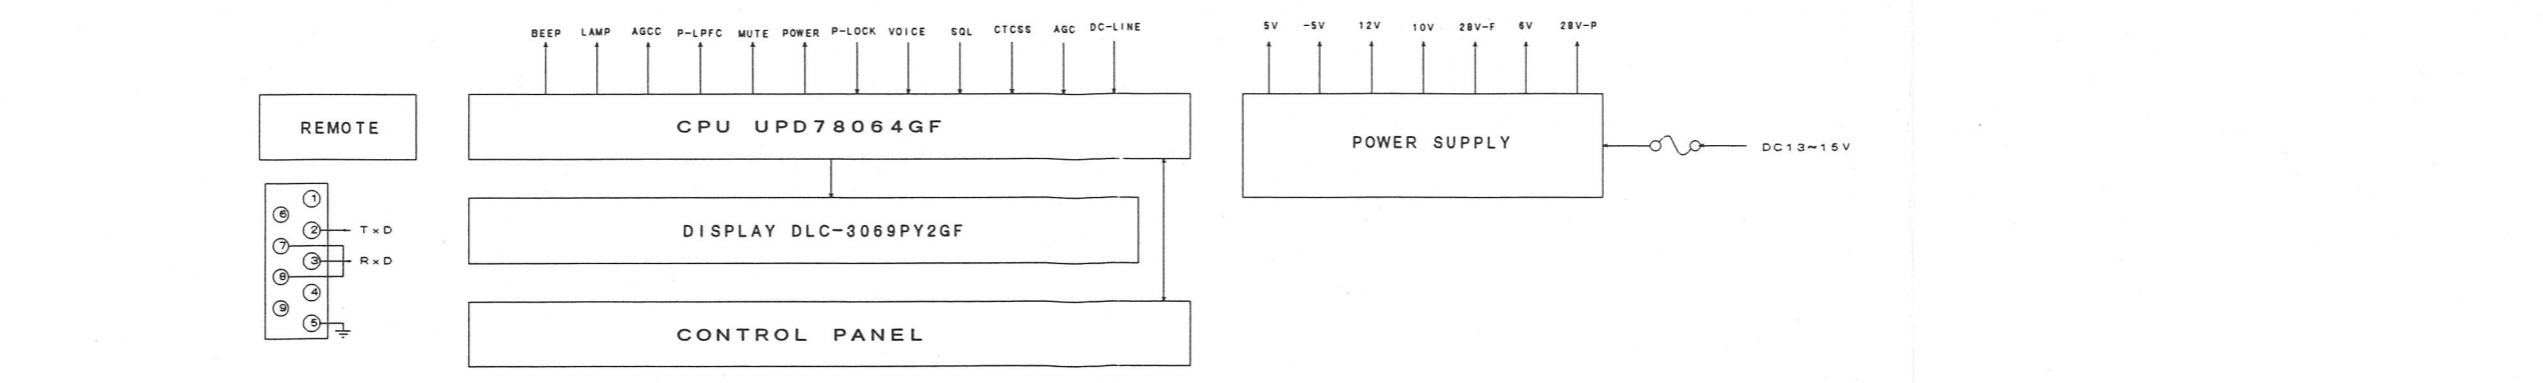 BEEP LAMP AGCC P-LPFC MUTE POWER P-LOCK VOICE SQL CTCSS AGC DC-LINE
5V -5V 12V 10V 28V-F 6V 28V-P
REMOTE
CPU UPD78064GF
POWER SUPPLY
DC13~15V
1
6
2 TxD
7
3 RxD
8
4
9
5
DISPLAY DLC-3069PY2GF
CONTROL PANEL